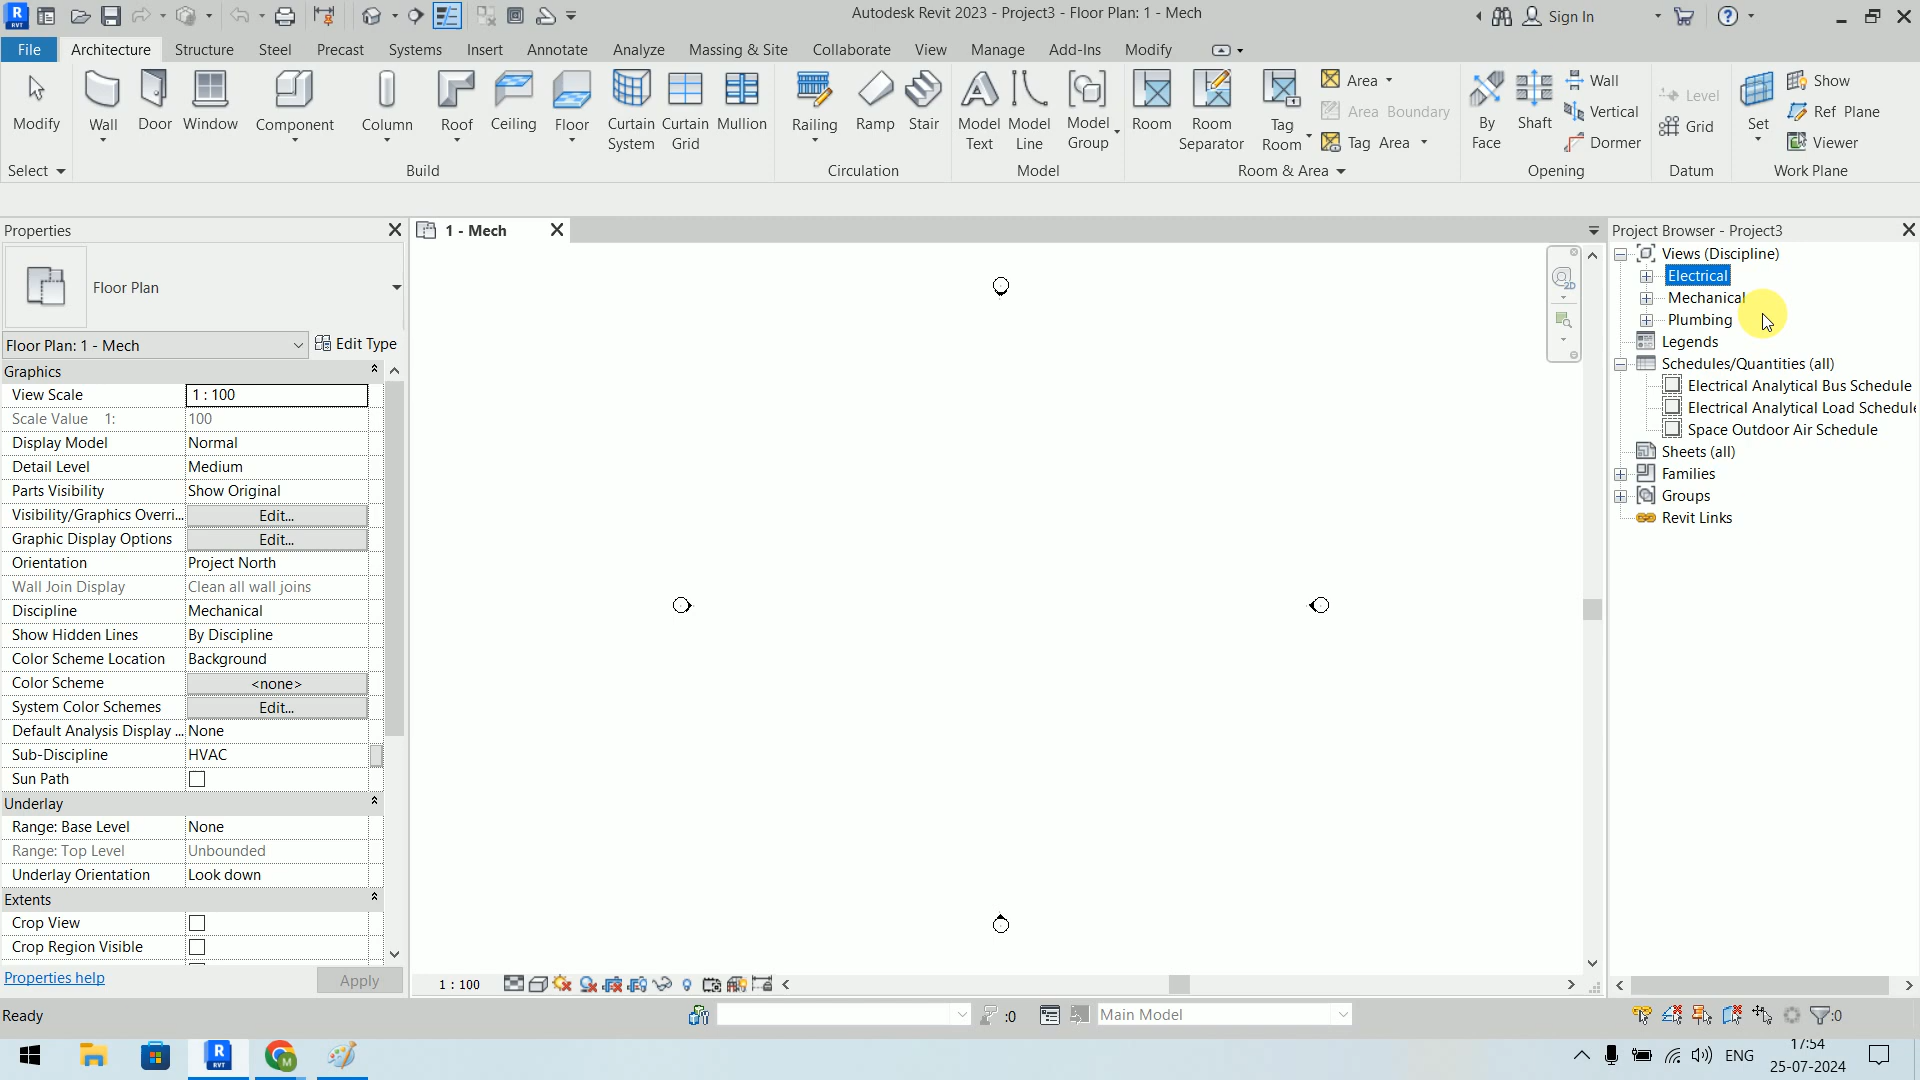 Autodesk Revit 2023 - Project3 - Floor Plan: 1 - Mech
Sign In
File Architecture Structure Steel Precast Systems Insert Annotate Analyze Massing & Site Collaborate View Manage Add-Ins Modify
Modify
Wall Door Window Component Column Roof Ceiling Floor Curtain System Curtain Grid Mullion
Railing Ramp Stair
Model Text Model Line Model Group
Room Room Separator Tag Room
Area
Area Boundary
Tag Area
By Face Shaft
Wall
Vertical
Dormer
Level
Grid
Set
Show
Ref Plane
Viewer
Select Build Circulation Model Room & Area Opening Datum Work Plane
Properties
Floor Plan
Floor Plan: 1 - Mech Edit Type
Graphics
View Scale 1 : 100
Scale Value 1: 100
Display Model Normal
Detail Level Medium
Parts Visibility Show Original
Visibility/Graphics Overri... Edit...
Graphic Display Options Edit...
Orientation Project North
Wall Join Display Clean all wall joins
Discipline Mechanical
Show Hidden Lines By Discipline
Color Scheme Location Background
Color Scheme <none>
System Color Schemes Edit...
Default Analysis Display ... None
Sub-Discipline HVAC
Sun Path
Underlay
Range: Base Level None
Range: Top Level Unbounded
Underlay Orientation Look down
Extents
Crop View
Crop Region Visible
Properties help Apply
1 - Mech
2D
1 : 100
Project Browser - Project3
Views (Discipline)
Electrical
Mechanical
Plumbing
Legends
Schedules/Quantities (all)
Electrical Analytical Bus Schedule
Electrical Analytical Load Schedule
Space Outdoor Air Schedule
Sheets (all)
Families
Groups
Revit Links
Ready
:0
Main Model
:0
R
RVT
M
ENG
17:54
25-07-2024